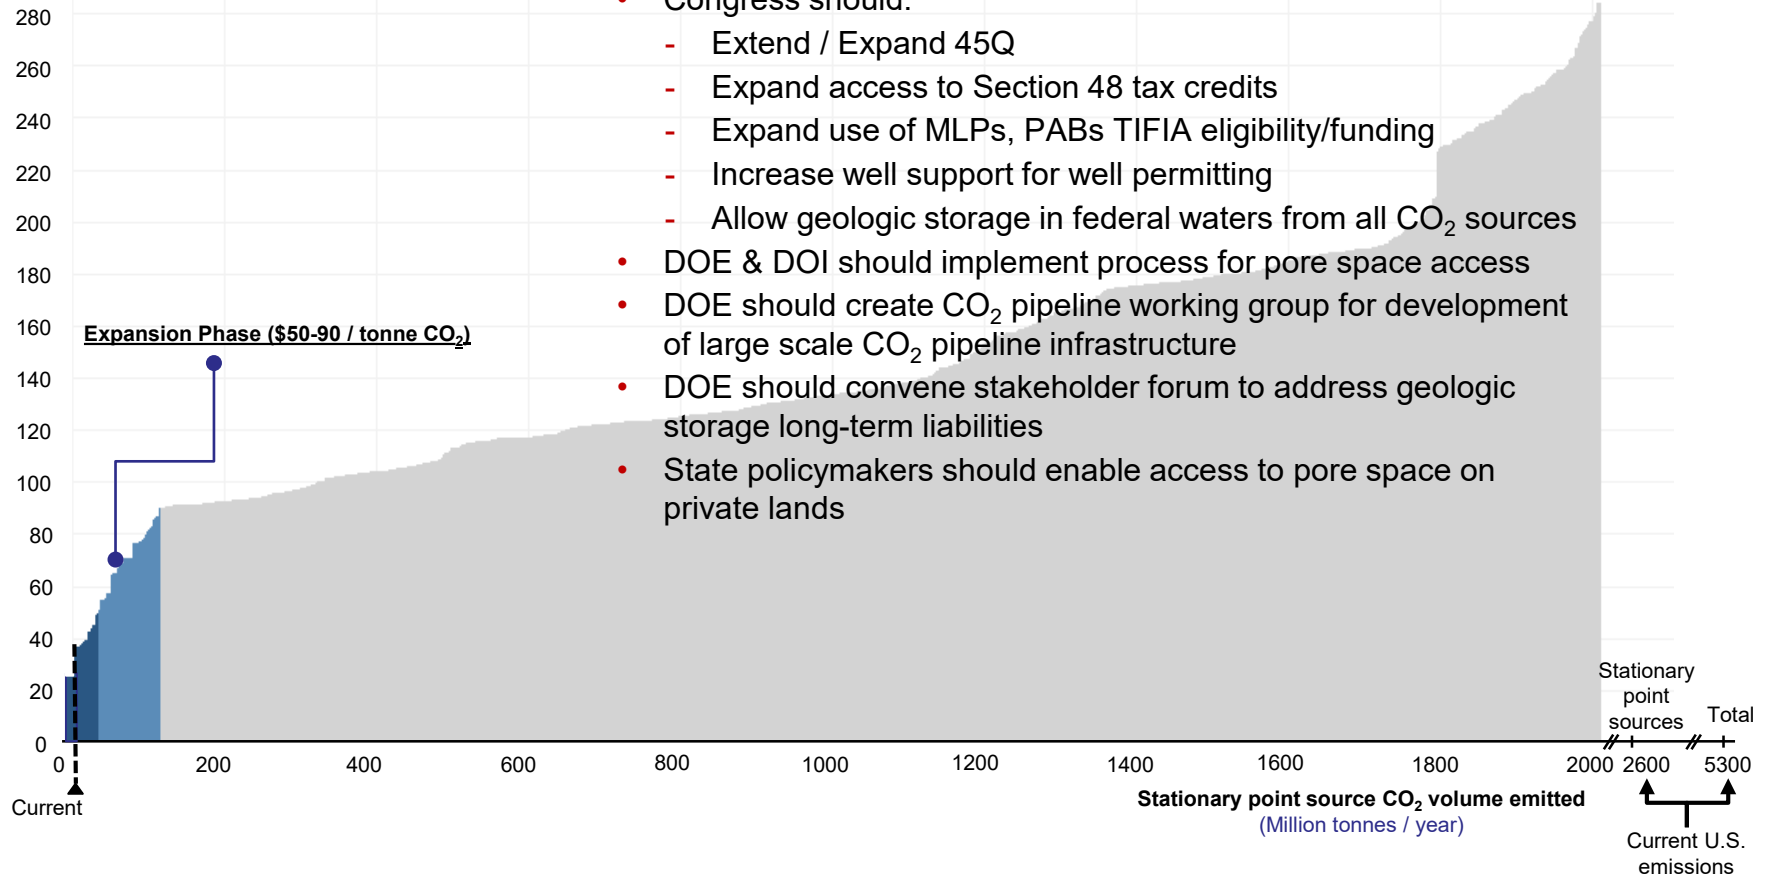 Congress should:
- Extend / Expand 45Q
- Expand access to Section 48 tax credits
- Expand use of MLPs, PABs TIFIA eligibility/funding
- Increase well support for well permitting
- Allow geologic storage in federal waters from all CO₂ sources
• DOE & DOI should implement process for pore space access
• DOE should create CO₂ pipeline working group for development
of large scale CO₂ pipeline infrastructure
• DOE should convene stakeholder forum to address geologic
storage long-term liabilities
• State policymakers should enable access to pore space on
private lands
Expansion Phase ($50-90 / tonne CO₂)
280
260
240
220
200
180
160
140
120
100
80
60
40
20
0
0 200 400 600 800 1000 1200 1400 1600 1800 2000 2600 5300
Current
Stationary
point
sources
Total
Stationary point source CO₂ volume emitted
(Million tonnes / year)
Current U.S.
emissions